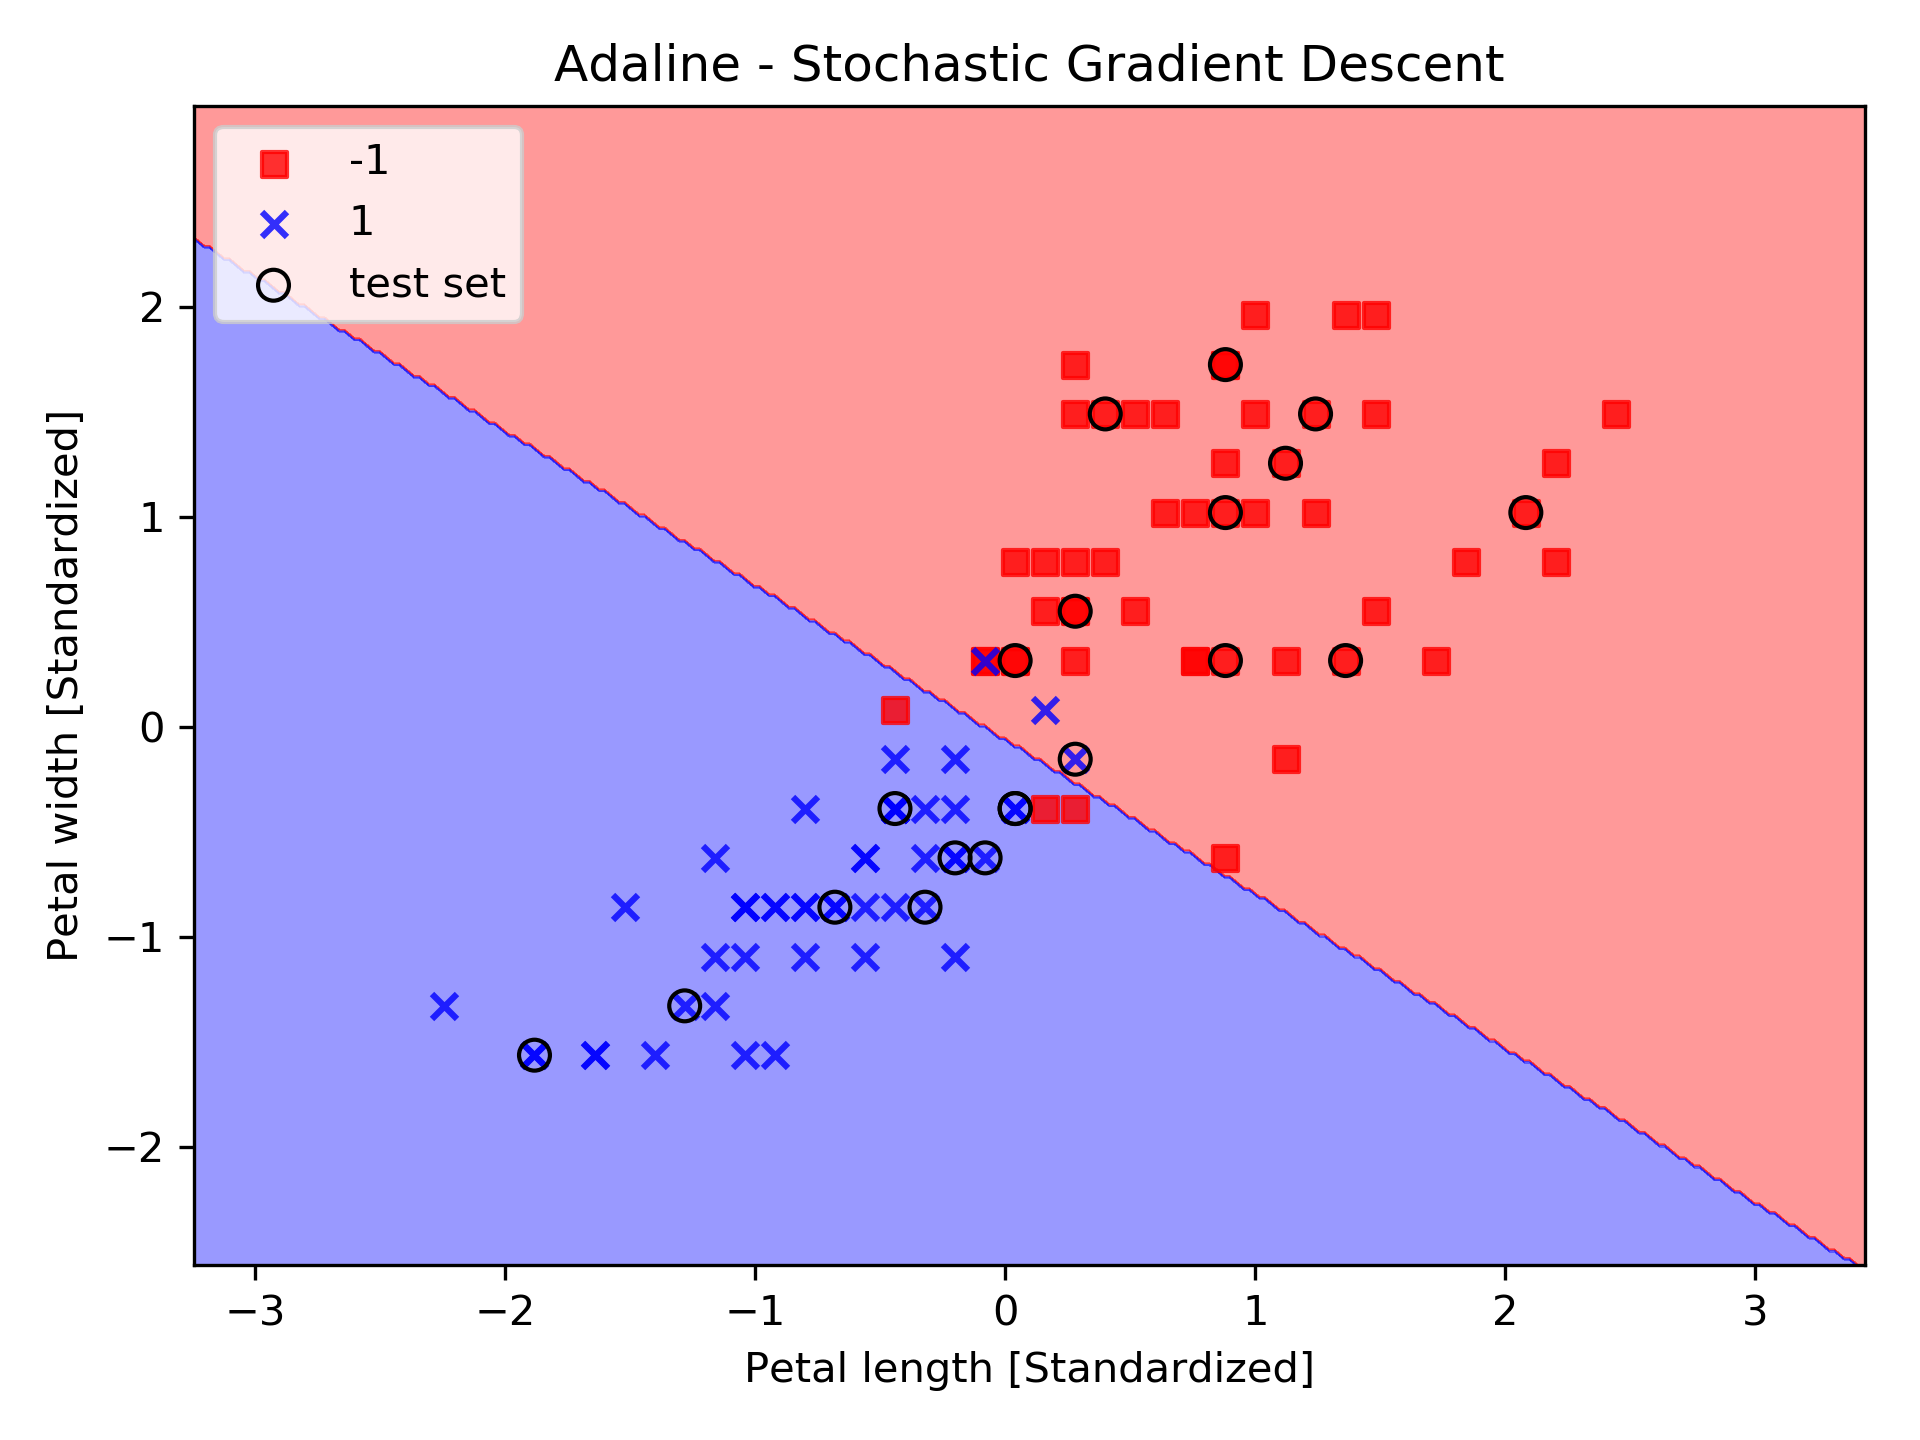 Adaline - Stochastic Gradient Descent
-1
1
test set
2
1
0
−1
−2
Petal width [Standardized]
−3 −2 −1 0 1 2 3
Petal length [Standardized]